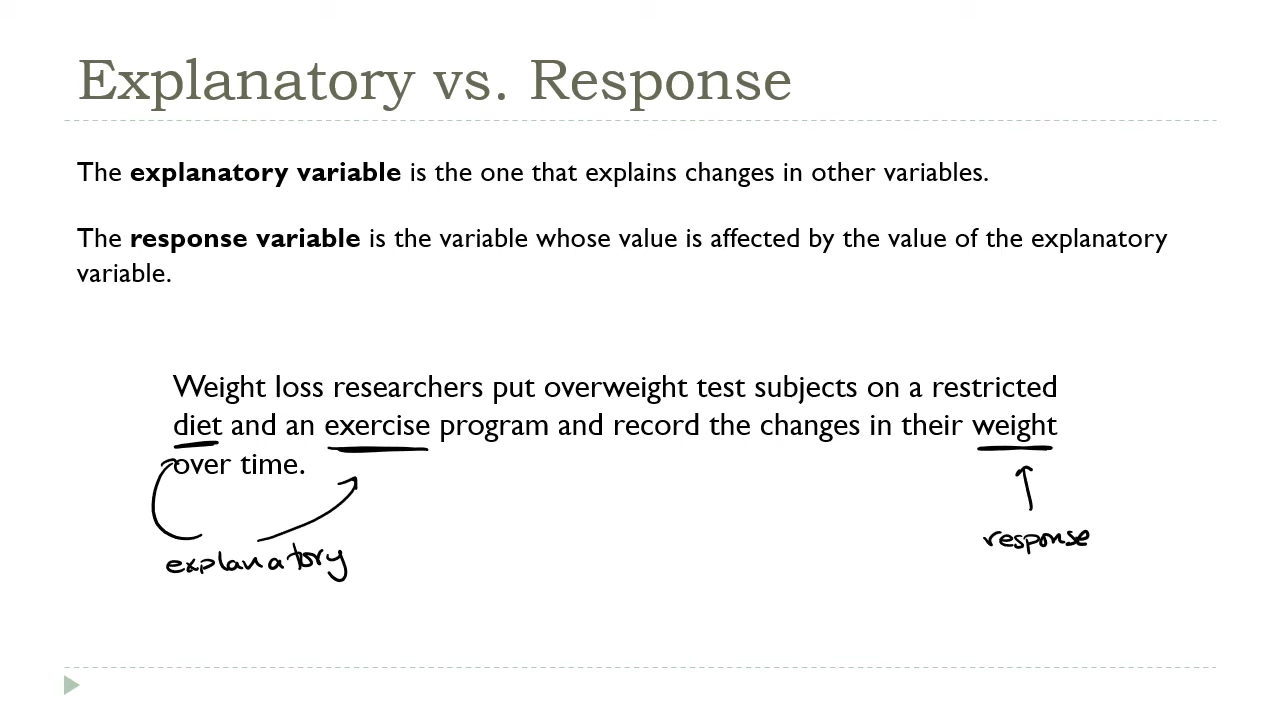 Explanatory vs. Response
The explanatory variable is the one that explains changes in other variables.
The response variable is the variable whose value is affected by the value of the explanatory
variable.
Weight loss researchers put overweight test subjects on a restricted
diet and an exercise program and record the changes in their weight
over time.
explanatory
response